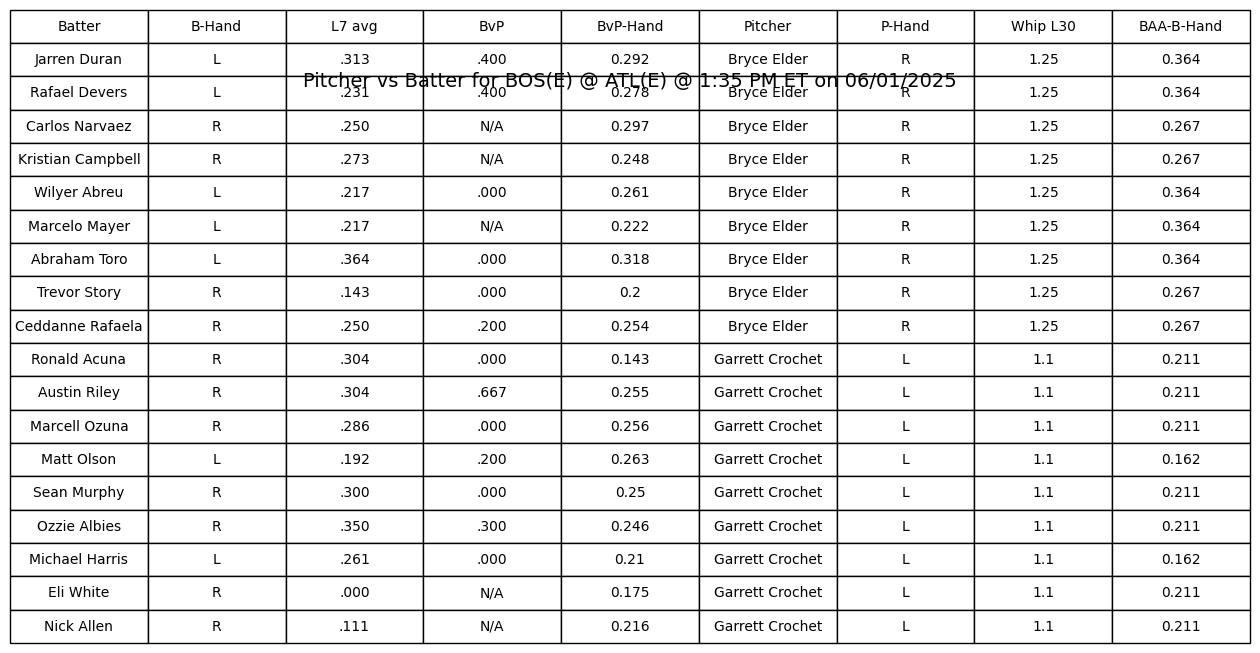 Batter B-Hand L7 avg BvP BvP-Hand Pitcher P-Hand Whip L30 BAA-B-Hand
Jarren Duran L .313 .400 0.292 Bryce Elder R 1.25 0.364
Pitcher vs Batter for BOS(E) @ ATL(E) @ 1:35 PM ET on 06/01/2025
Rafael Devers L .231 .400 0.278 Bryce Elder R 1.25 0.364
Carlos Narvaez R .250 N/A 0.297 Bryce Elder R 1.25 0.267
Kristian Campbell R .273 N/A 0.248 Bryce Elder R 1.25 0.267
Wilyer Abreu L .217 .000 0.261 Bryce Elder R 1.25 0.364
Marcelo Mayer L .217 N/A 0.222 Bryce Elder R 1.25 0.364
Abraham Toro L .364 .000 0.318 Bryce Elder R 1.25 0.364
Trevor Story R .143 .000 0.2 Bryce Elder R 1.25 0.267
Ceddanne Rafaela R .250 .200 0.254 Bryce Elder R 1.25 0.267
Ronald Acuna R .304 .000 0.143 Garrett Crochet L 1.1 0.211
Austin Riley R .304 .667 0.255 Garrett Crochet L 1.1 0.211
Marcell Ozuna R .286 .000 0.256 Garrett Crochet L 1.1 0.211
Matt Olson L .192 .200 0.263 Garrett Crochet L 1.1 0.162
Sean Murphy R .300 .000 0.25 Garrett Crochet L 1.1 0.211
Ozzie Albies R .350 .300 0.246 Garrett Crochet L 1.1 0.211
Michael Harris L .261 .000 0.21 Garrett Crochet L 1.1 0.162
Eli White R .000 N/A 0.175 Garrett Crochet L 1.1 0.211
Nick Allen R .111 N/A 0.216 Garrett Crochet L 1.1 0.211